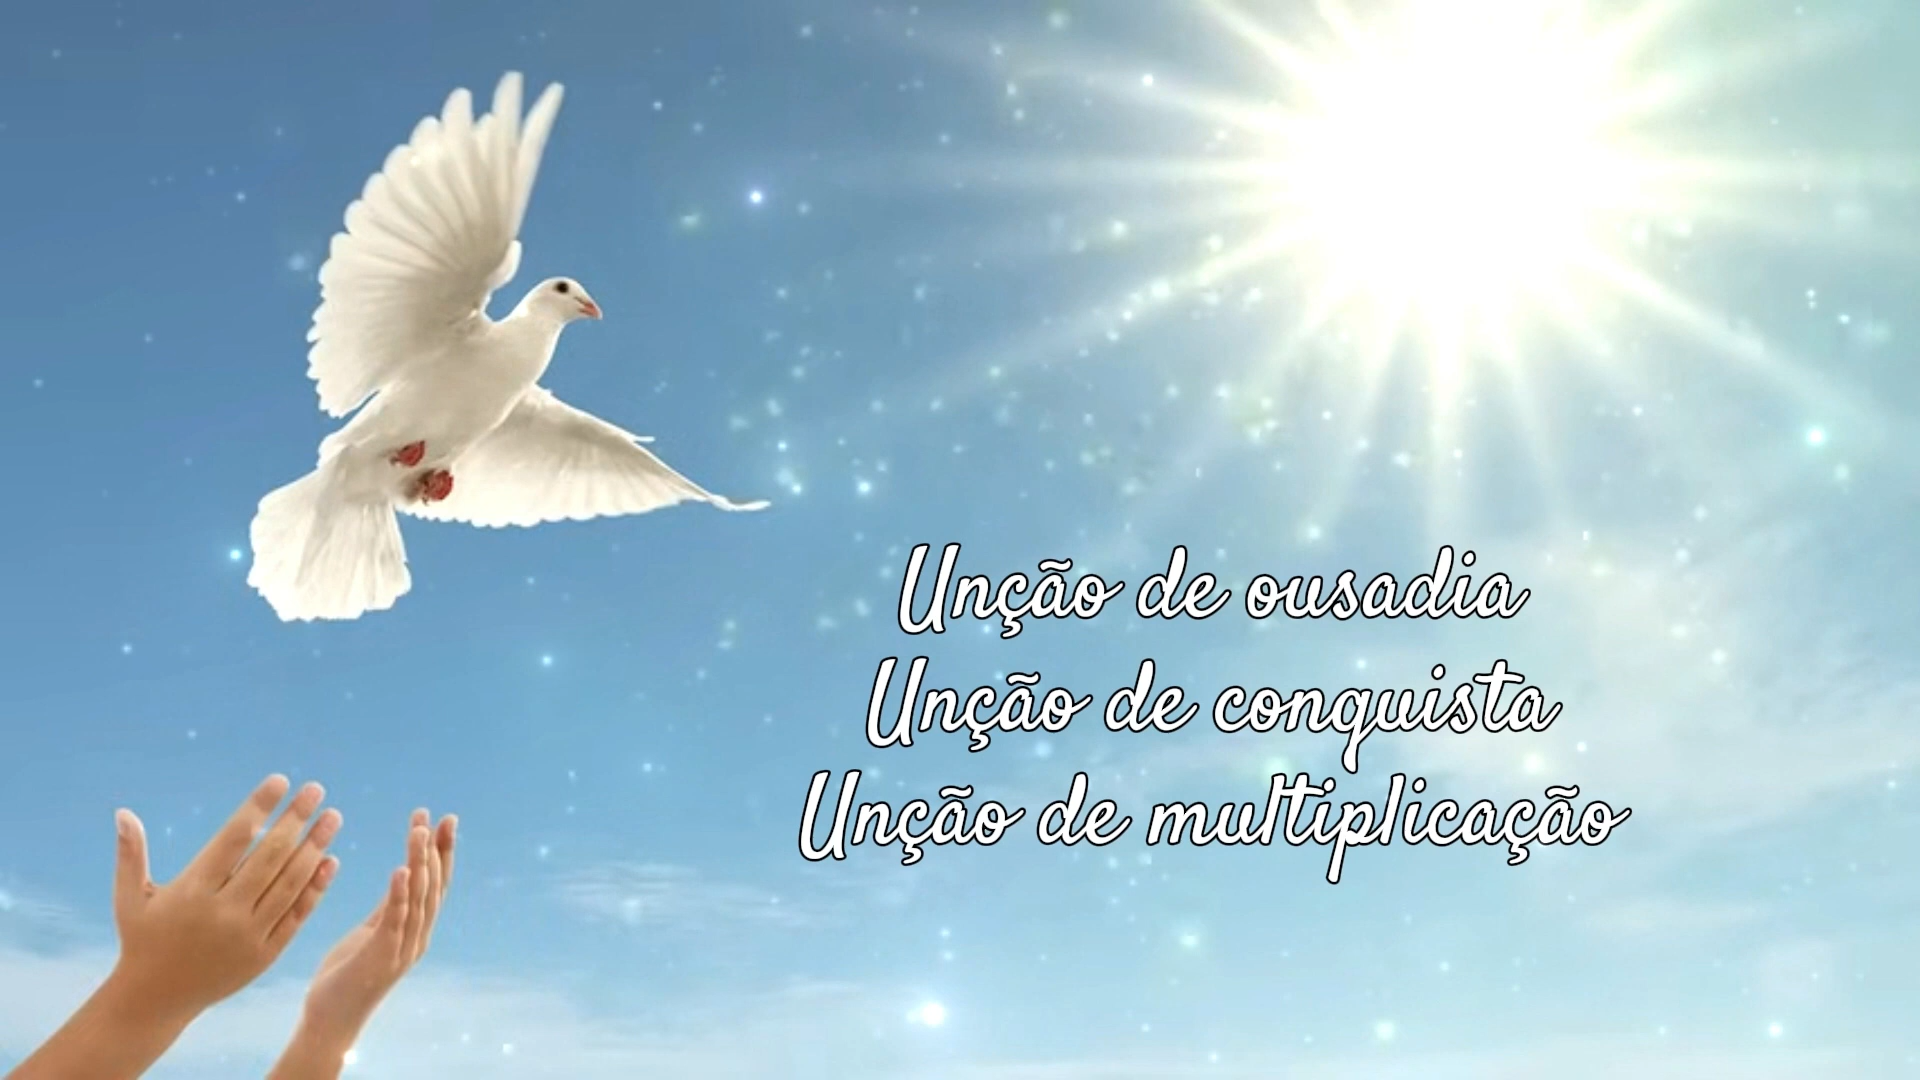 Unção de ousadia
Unção de conquista
Unção de multiplicação